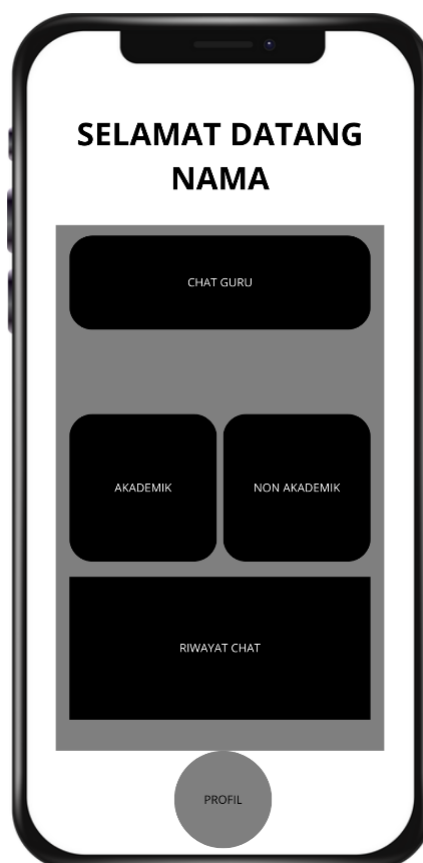 SELAMAT DATANG
NAMA
CHAT GURU
AKADEMIK
NON AKADEMIK
RIWAYAT CHAT
PROFIL